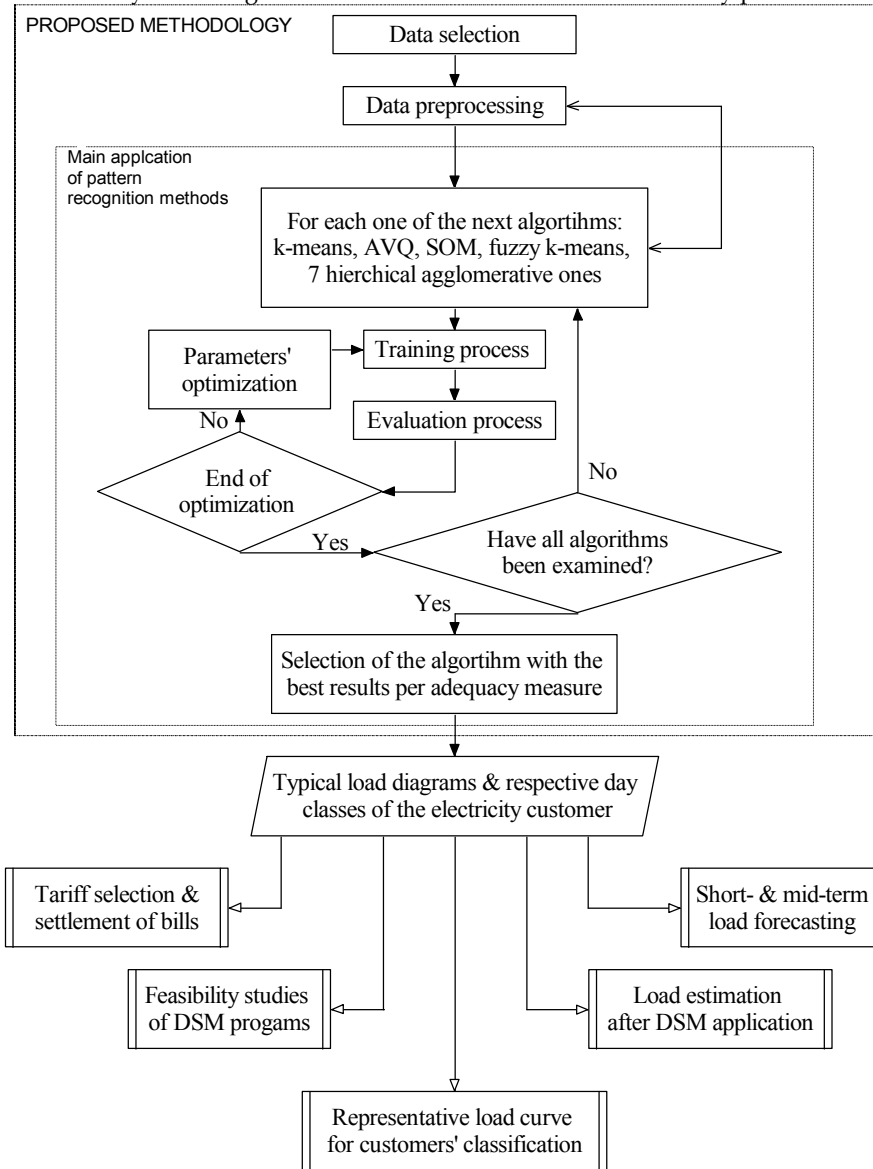 PROPOSED METHODOLOGY
Data selection
Data preprocessing
Main applcation
of pattern
recognition methods
For each one of the next algortihms:
k-means, AVQ, SOM, fuzzy k-means,
7 hierchical agglomerative ones
Parameters'
optimization
Training process
Evaluation process
No
End of
optimization
Yes
No
Have all algorithms
been examined?
Yes
Selection of the algortihm with the
best results per adequacy measure
Typical load diagrams & respective day
classes of the electricity customer
Tariff selection &
settlement of bills
Short- & mid-term
load forecasting
Feasibility studies
of DSM progams
Load estimation
after DSM application
Representative load curve
for customers' classification